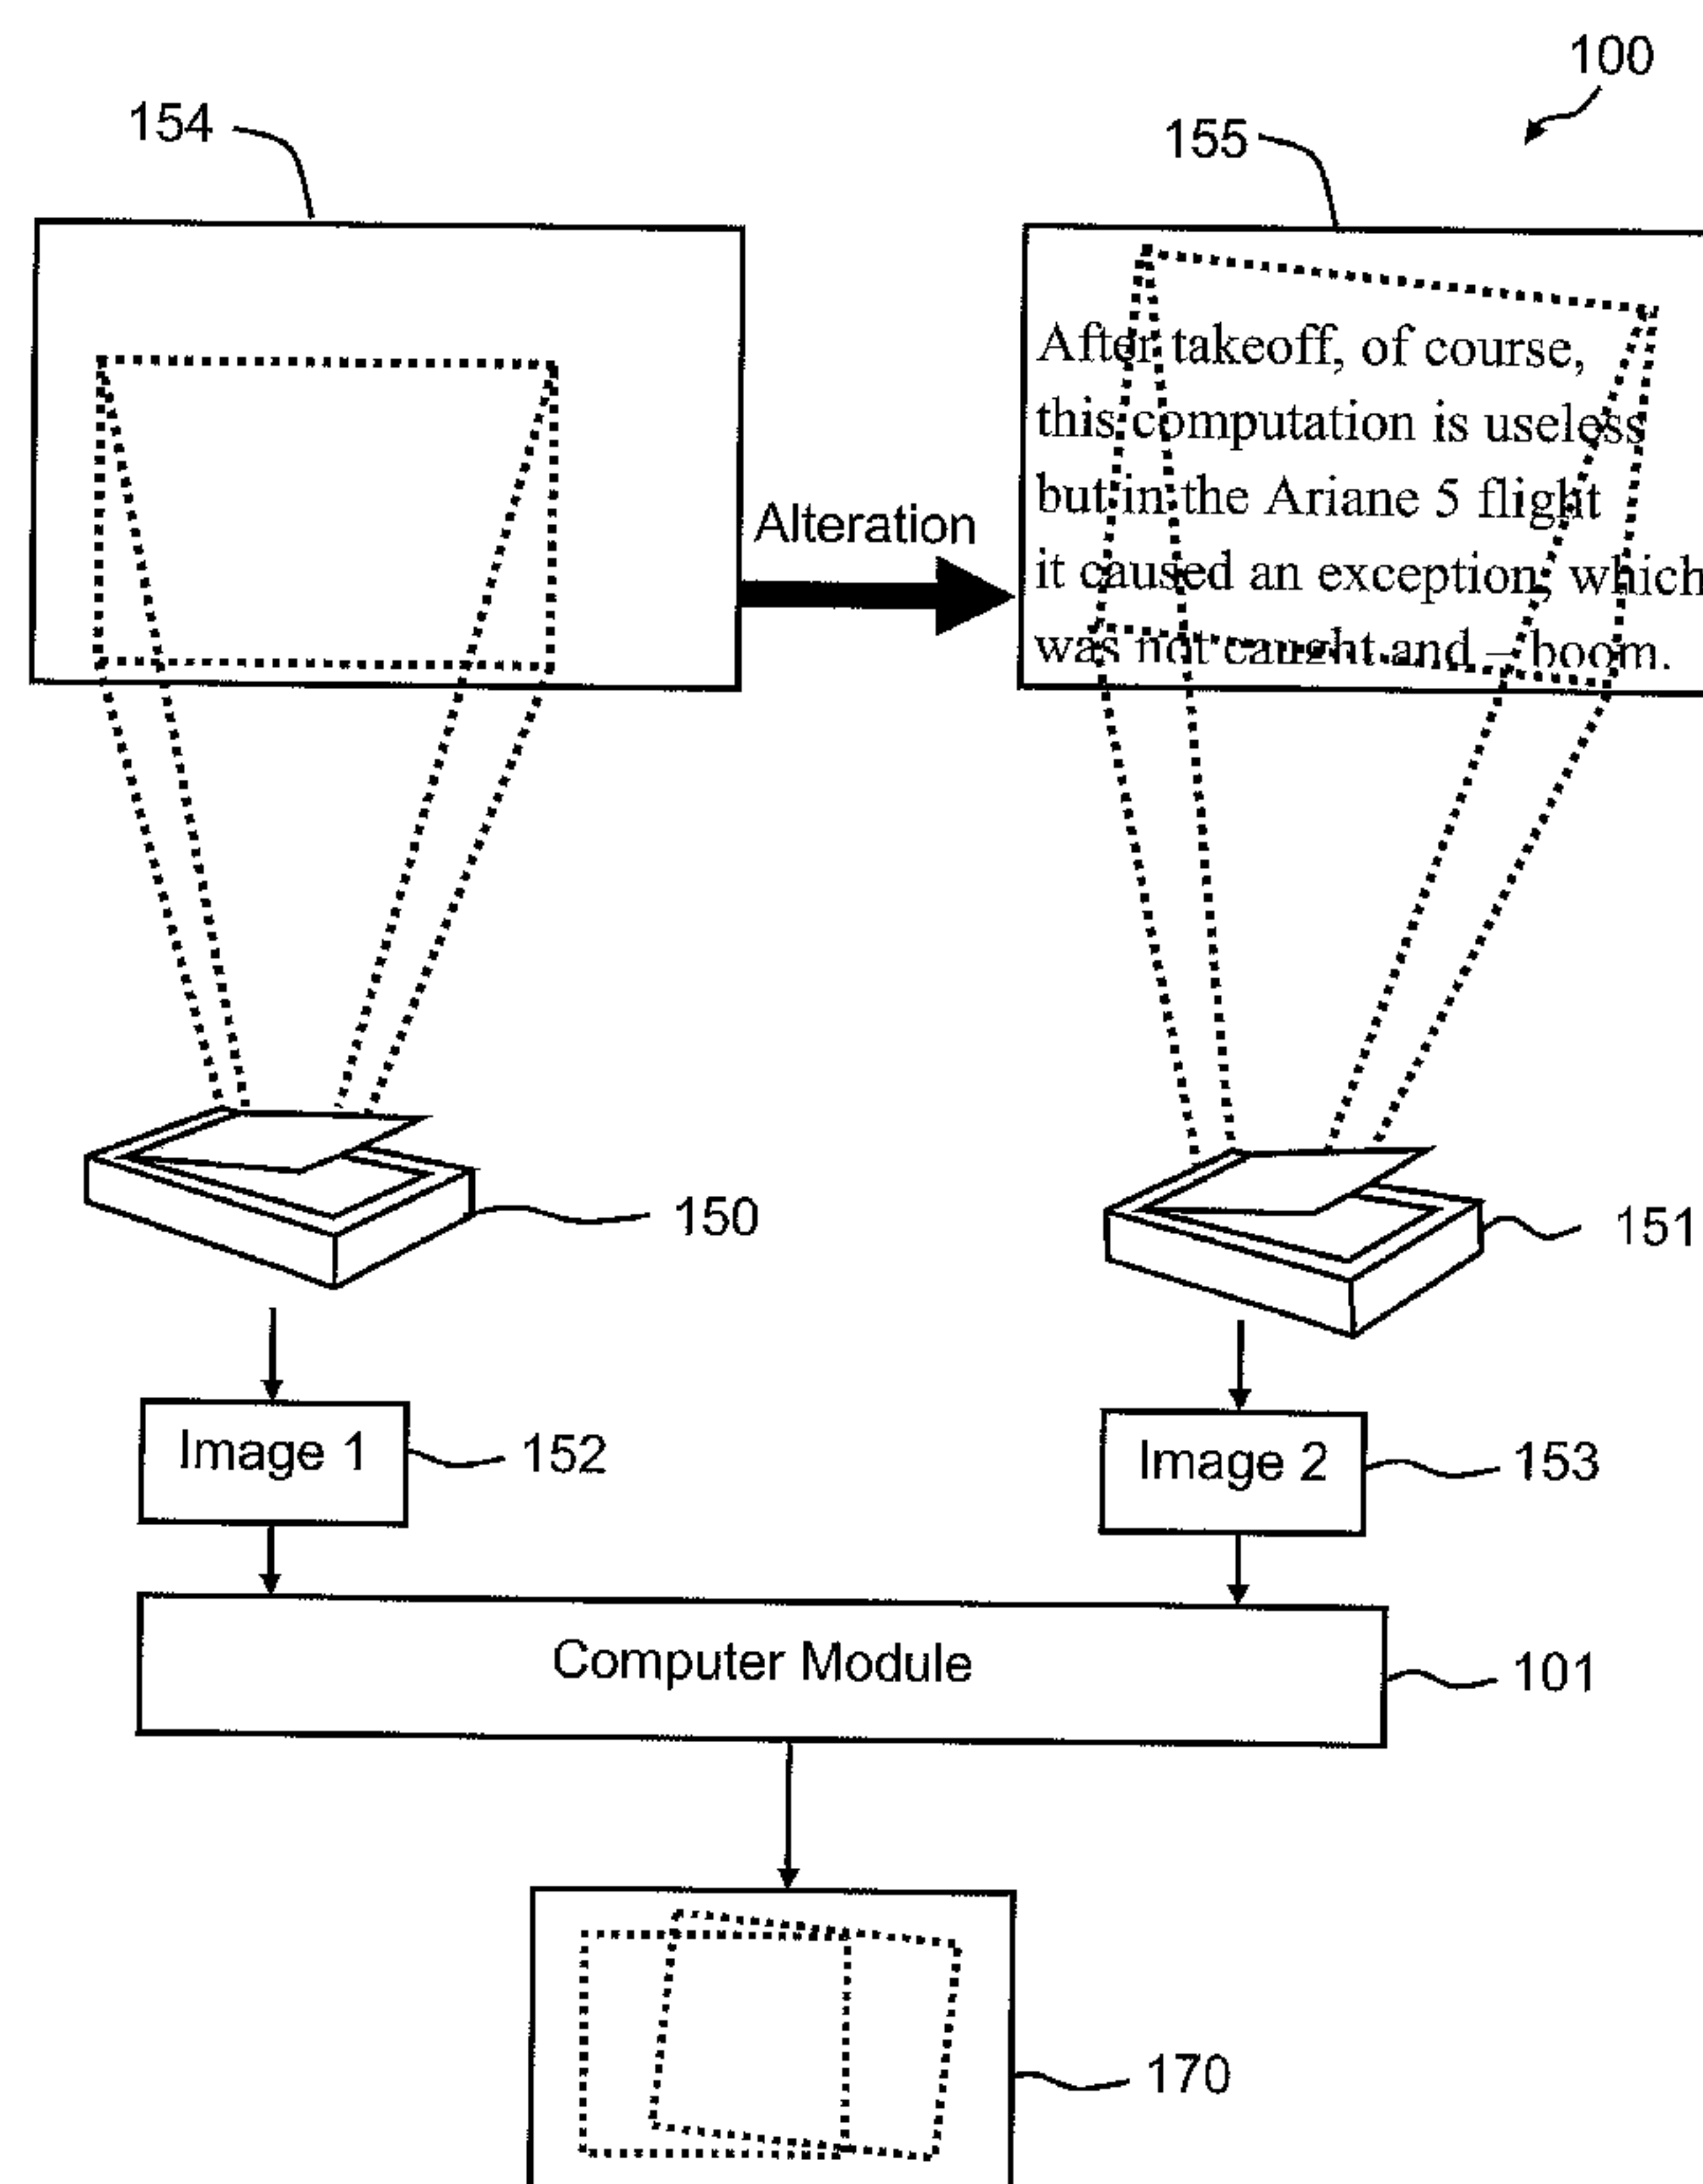 100
154
155
After takeoff, of course,
this computation is useless
but in the Ariane 5 flight
it caused an exception, which
was not caught and – boom.
Alteration
150
151
Image 1
152
Image 2
153
Computer Module
101
170